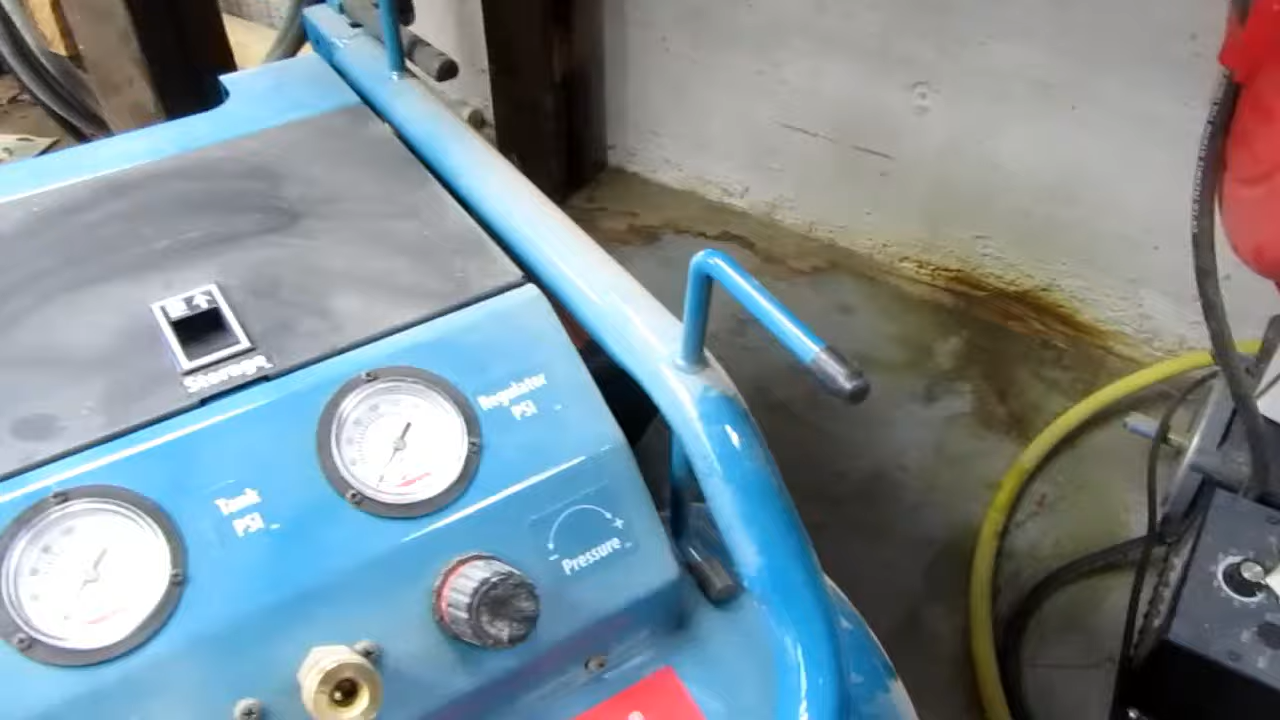 Storage
Regulator
PSI
Tank
PSI
Pressure